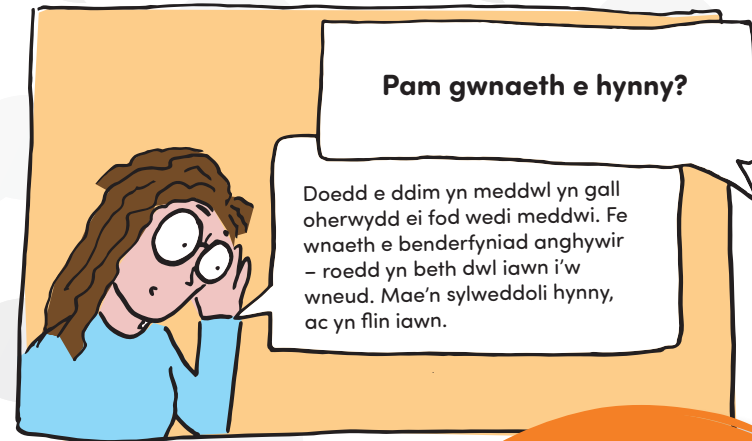 Pam gwnaeth e hynny?
Doedd e ddim yn meddwl yn gall
oherwydd ei fod wedi meddwi. Fe
wnaeth e benderfyniad anghywir
– roedd yn beth dwl iawn i'w
wneud. Mae'n sylweddoli hynny,
ac yn flin iawn.